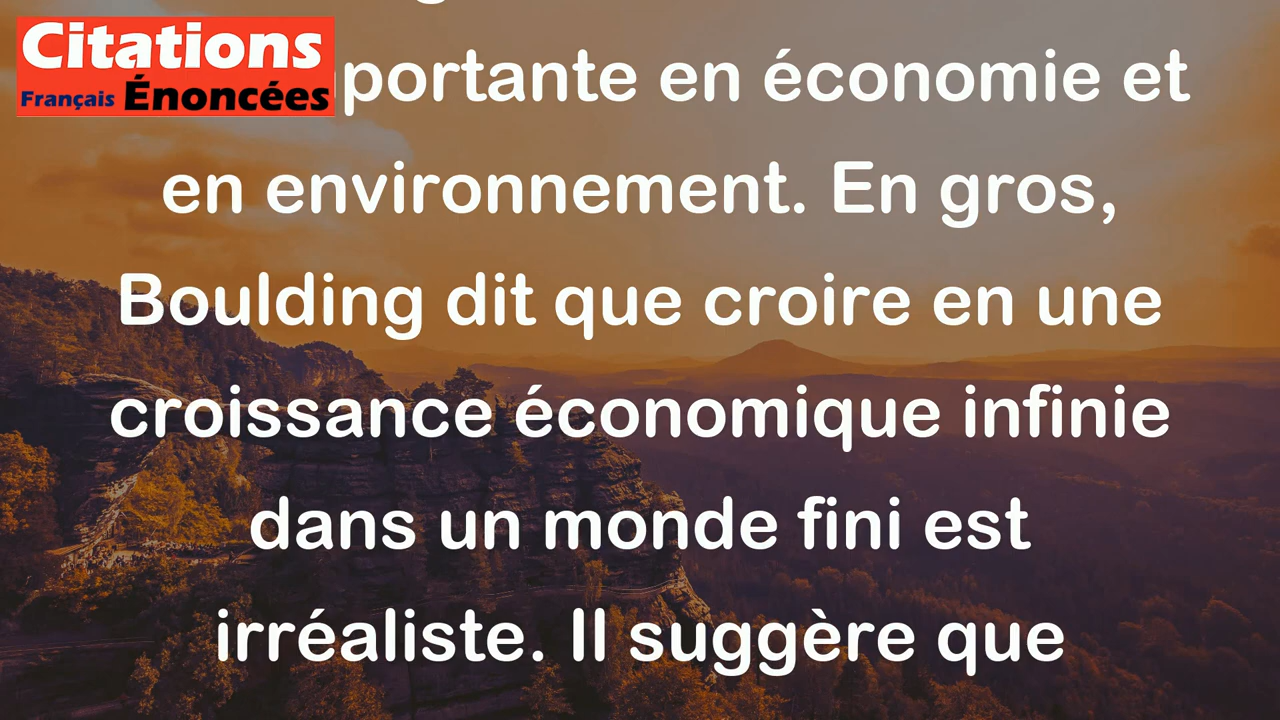 Citations
Français Énoncées
portante en économie et
en environnement. En gros,
Boulding dit que croire en une
croissance économique infinie
dans un monde fini est
irréaliste. Il suggère que